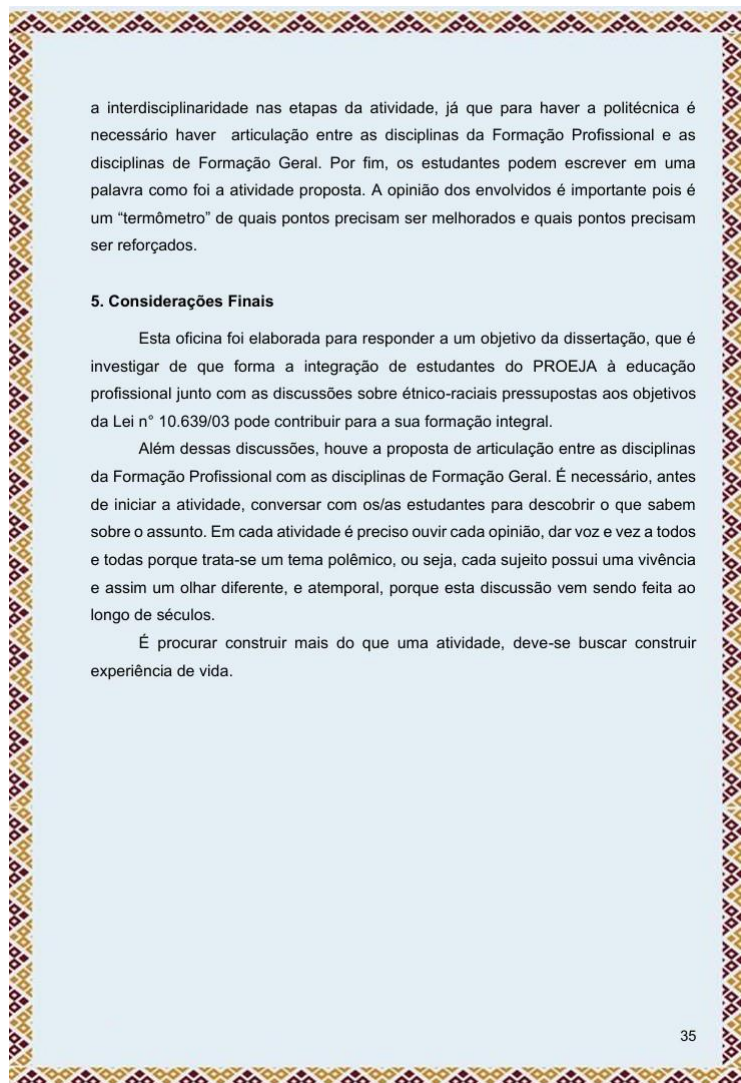 a interdisciplinaridade nas etapas da atividade, já que para haver a politécnica é
necessário haver articulação entre as disciplinas da Formação Profissional e as
disciplinas de Formação Geral. Por fim, os estudantes podem escrever em uma
palavra como foi a atividade proposta. A opinião dos envolvidos é importante pois é
um “termômetro” de quais pontos precisam ser melhorados e quais pontos precisam
ser reforçados.
5. Considerações Finais
Esta oficina foi elaborada para responder a um objetivo da dissertação, que é
investigar de que forma a integração de estudantes do PROEJA à educação
profissional junto com as discussões sobre étnico-raciais pressupostas aos objetivos
da Lei n° 10.639/03 pode contribuir para a sua formação integral.
Além dessas discussões, houve a proposta de articulação entre as disciplinas
da Formação Profissional com as disciplinas de Formação Geral. É necessário, antes
de iniciar a atividade, conversar com os/as estudantes para descobrir o que sabem
sobre o assunto. Em cada atividade é preciso ouvir cada opinião, dar voz e vez a todos
e todas porque trata-se um tema polêmico, ou seja, cada sujeito possui uma vivência
e assim um olhar diferente, e atemporal, porque esta discussão vem sendo feita ao
longo de séculos.
É procurar construir mais do que uma atividade, deve-se buscar construir
experiência de vida.
35